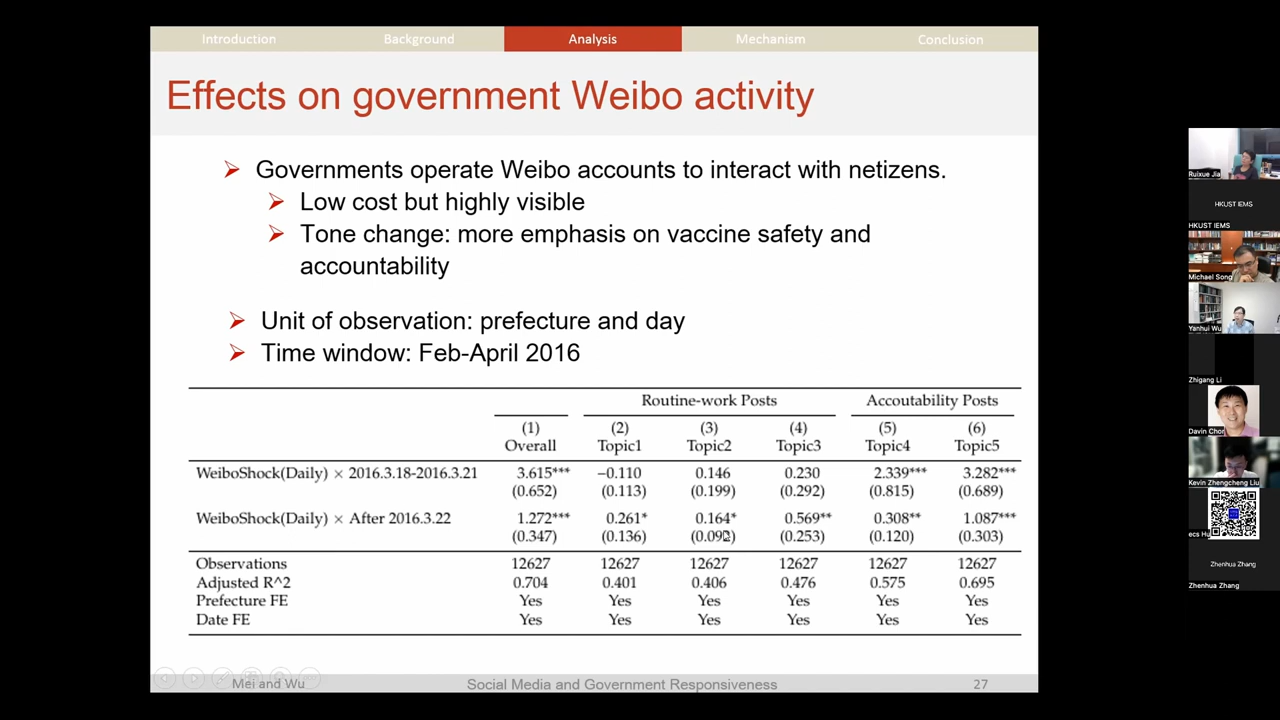 Introduction Background Analysis Mechanism Conclusion
Effects on government Weibo activity
Governments operate Weibo accounts to interact with netizens.
Low cost but highly visible
Tone change: more emphasis on vaccine safety and
accountability
Unit of observation: prefecture and day
Time window: Feb-April 2016
Routine-work Posts Accoutability Posts
(1) (2) (3) (4) (5) (6)
Overall Topic1 Topic2 Topic3 Topic4 Topic5
WeiboShock(Daily) × 2016.3.18-2016.3.21 3.615*** −0.110 0.146 0.230 2.339*** 3.282***
(0.652) (0.113) (0.199) (0.292) (0.815) (0.689)
WeiboShock(Daily) × After 2016.3.22 1.272*** 0.261* 0.164* 0.569** 0.308** 1.087***
(0.347) (0.136) (0.092) (0.253) (0.120) (0.303)
Observations 12627 12627 12627 12627 12627 12627
Adjusted R^2 0.704 0.401 0.406 0.476 0.575 0.695
Prefecture FE Yes Yes Yes Yes Yes Yes
Date FE Yes Yes Yes Yes Yes Yes
Mei and Wu Social Media and Government Responsiveness 27
Ruixue Jia
HKUST IEMS
HKUST IEMS
Michael Song
Yanhui Wu
Zhigang Li
Davin Chor
Kevin Zhengcheng Liu
Zhenhua Zhang
Zhenhua Zhang